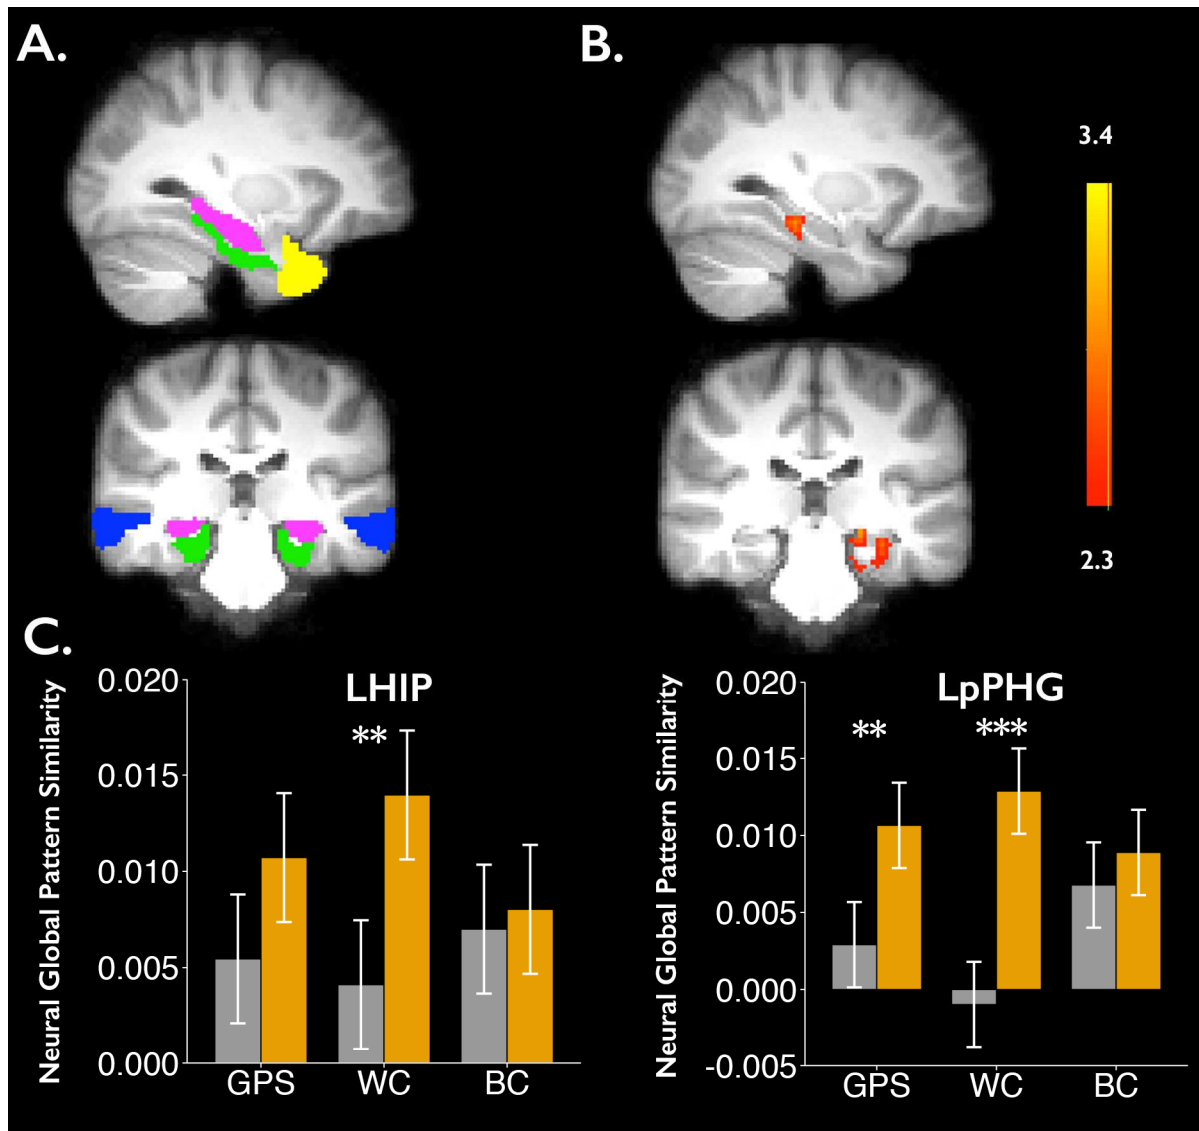 A.
B.
3.4
2.3
C.
LHIP
Neural Global Pattern Similarity
0.020
0.015
0.010
0.005
0.000
**
GPS WC BC
LpPHG
Neural Global Pattern Similarity
0.020
0.015
0.010
0.005
0.000
-0.005
** ***
GPS WC BC